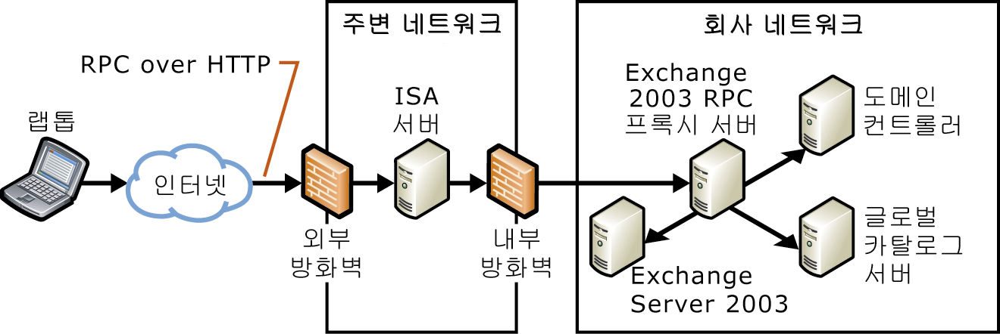 주변 네트워크
회사 네트워크
RPC over HTTP
랩톱
인터넷
ISA
서버
외부
방화벽
내부
방화벽
Exchange
2003 RPC
프록시 서버
도메인
컨트롤러
Exchange
Server 2003
글로벌
카탈로그
서버